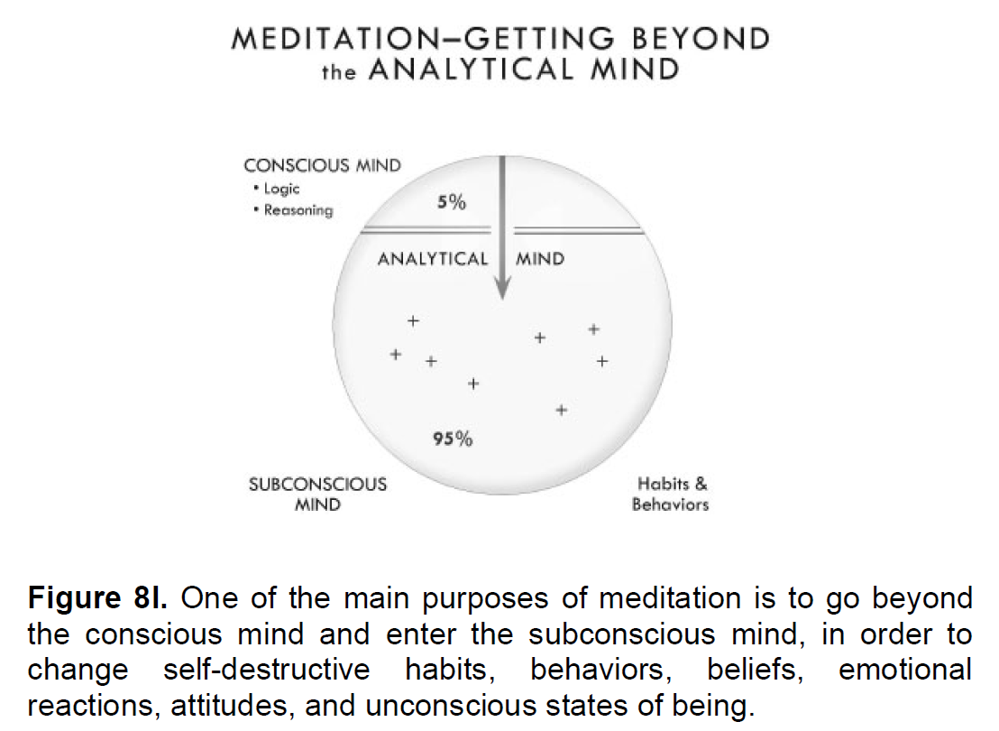 MEDITATION–GETTING BEYOND
the ANALYTICAL MIND
CONSCIOUS MIND
• Logic
• Reasoning
5%
ANALYTICAL MIND
95%
SUBCONSCIOUS
MIND
Habits &
Behaviors
Figure 8I. One of the main purposes of meditation is to go beyond
the conscious mind and enter the subconscious mind, in order to
change self-destructive habits, behaviors, beliefs, emotional
reactions, attitudes, and unconscious states of being.